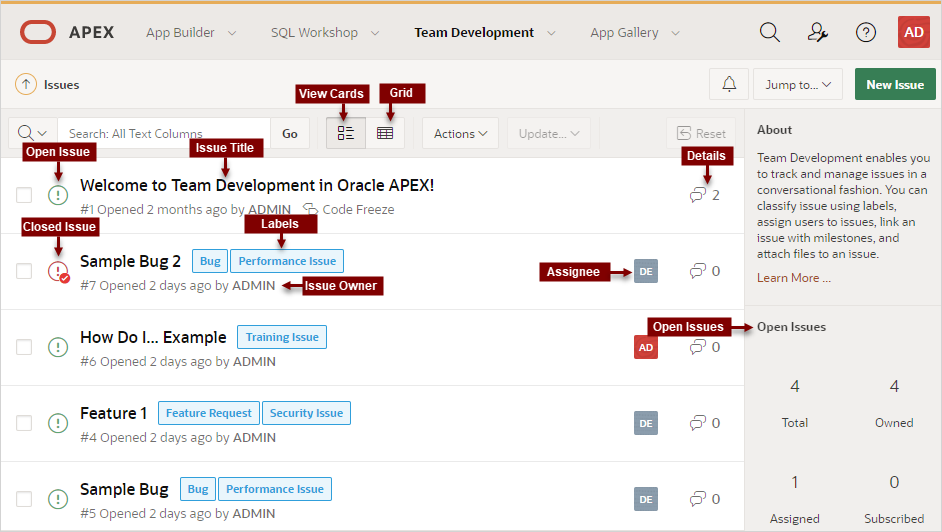 APEX App Builder SQL Workshop Team Development App Gallery AD
Issues Jump to... New Issue
View Cards Grid
Search: All Text Columns Go Actions Update... Reset
Open Issue Issue Title Details
Welcome to Team Development in Oracle APEX! 2
#1 Opened 2 months ago by ADMIN Code Freeze
Closed Issue Labels
Sample Bug 2 Bug Performance Issue Assignee DE 0
#7 Opened 2 days ago by ADMIN Issue Owner
How Do I... Example Training Issue AD 0
#6 Opened 2 days ago by ADMIN
Feature 1 Feature Request Security Issue DE 0
#4 Opened 2 days ago by ADMIN
Sample Bug Bug Performance Issue DE 0
#5 Opened 2 days ago by ADMIN
About
Team Development enables you
to track and manage issues in a
conversational fashion. You can
classify issue using labels,
assign users to issues, link an
issue with milestones, and
attach files to an issue.
Learn More ...
Open Issues Open Issues
4 4
Total Owned
1 0
Assigned Subscribed